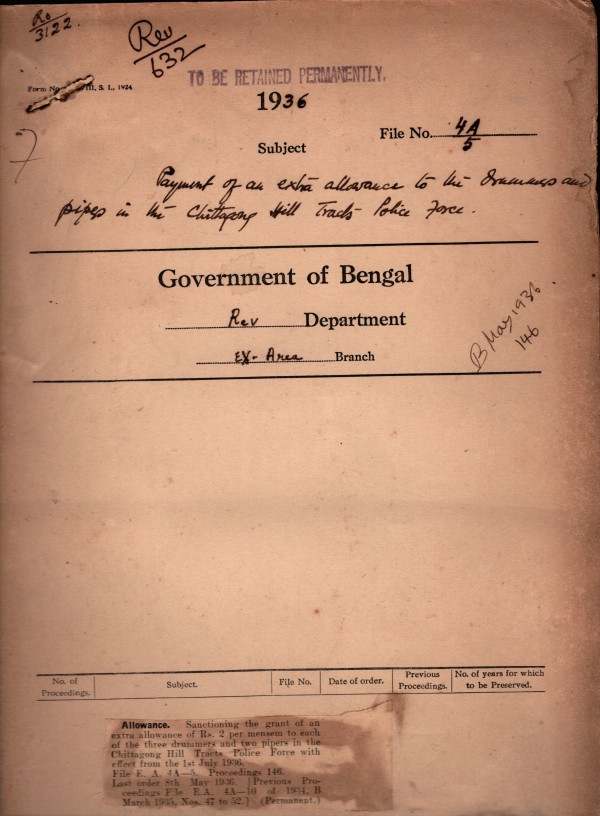 Ro
3122.
Rev
632
Form No. III, S. I., 1924
TO BE RETAINED PERMANENTLY.
1936
File No. 4A
5
Subject
Payment of an extra allowance to the Drummers and
pipers in the Chittagong Hill Tracts Police Force.
Government of Bengal
Rev Department
Ex-Area Branch
B May 1936
146
No. of
Proceedings.
Subject.
File No.
Date of order.
Previous
Proceedings.
No. of years for which
to be Preserved.
Allowance. Sanctioning the grant of an
extra allowance of Rs. 2 per mensem to each
of the three drummers and two pipers in the
Chittagong Hill Tracts Police Force with
effect from the 1st July 1936.
File E. A. 4A—5. Proceedings 146.
Last order 8th May 1936. [Previous Pro-
ceedings File E.A. 4A—10 of 1934, B
March 1935, Nos. 47 to 52.] (Permanent.)